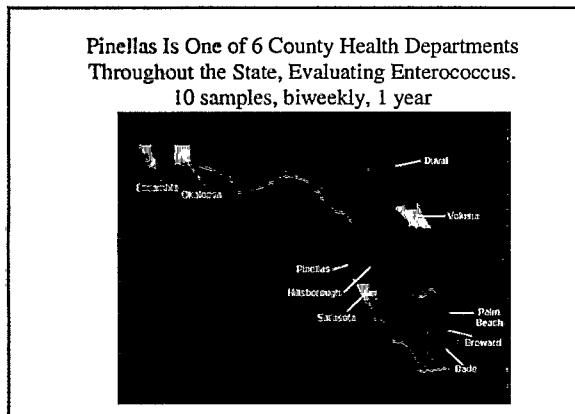 Pinellas Is One of 6 County Health Departments
Throughout the State, Evaluating Enterococcus.
10 samples, biweekly, 1 year
Duval
Escambia
Okaloosa
Volusia
Pinellas
Hillsborough
Sarasota
Palm
Beach
Broward
Dade